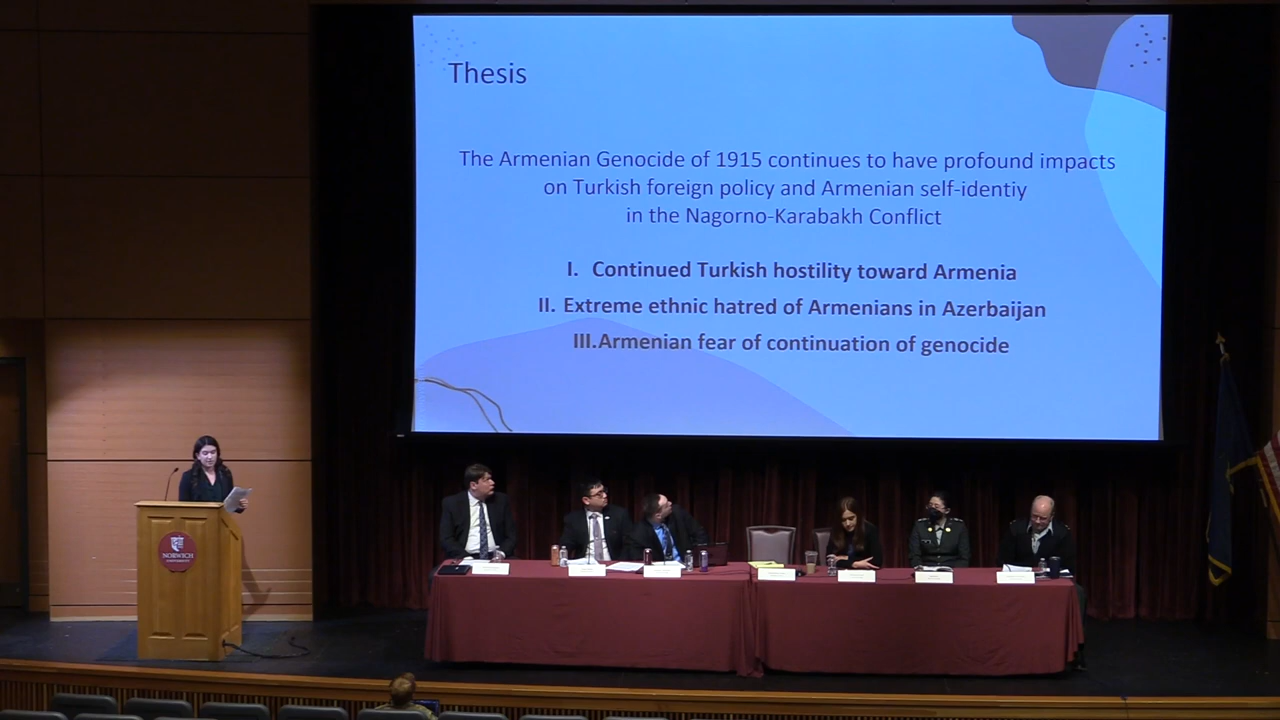 Thesis
The Armenian Genocide of 1915 continues to have profound impacts
on Turkish foreign policy and Armenian self-identiy
in the Nagorno-Karabakh Conflict
I. Continued Turkish hostility toward Armenia
II. Extreme ethnic hatred of Armenians in Azerbaijan
III.Armenian fear of continuation of genocide
NORWICH
UNIVERSITY